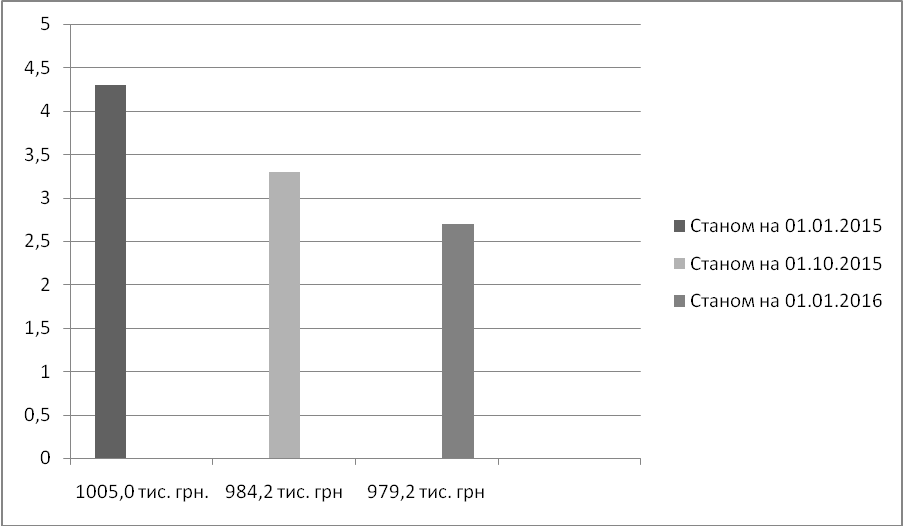 5
4,5
4
3,5
3
2,5
2
1,5
1
0,5
0
1005,0 тис. грн.
984,2 тис. грн
979,2 тис. грн
Станом на 01.01.2015
Станом на 01.10.2015
Станом на 01.01.2016